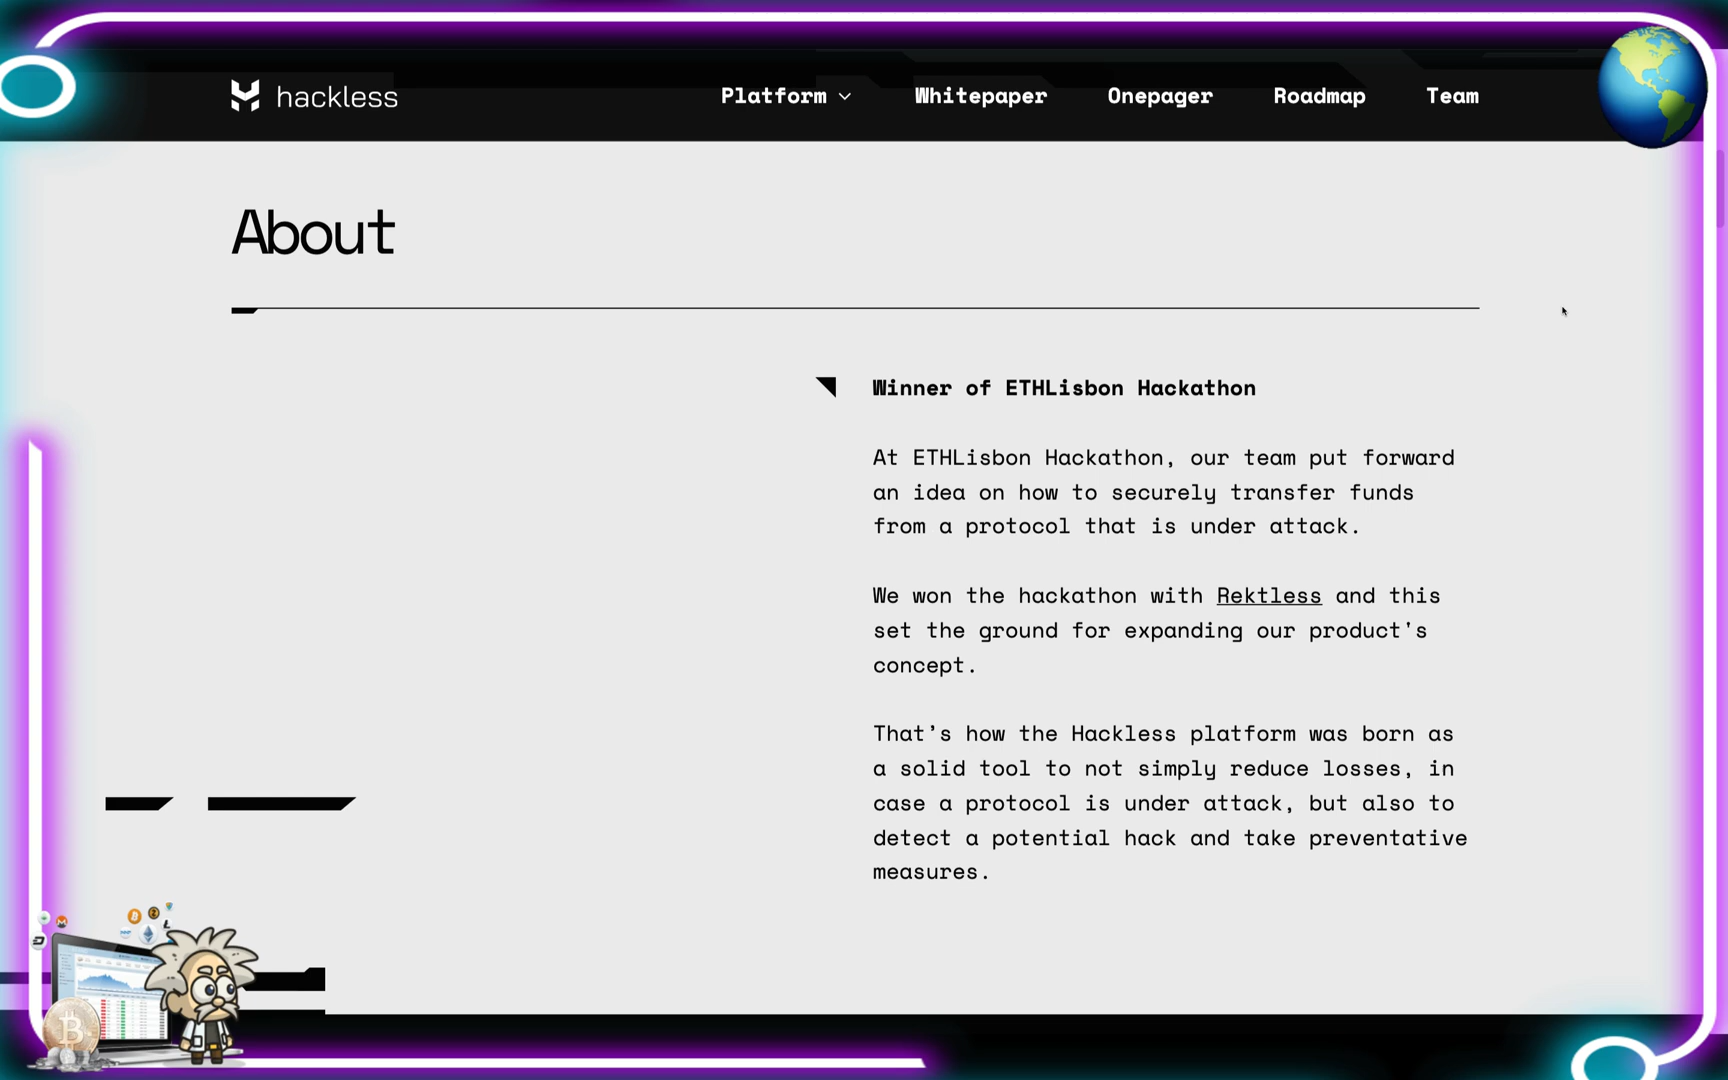 hackless
Platform
Whitepaper
Onepager
Roadmap
Team
About
Winner of ETHLisbon Hackathon
At ETHLisbon Hackathon, our team put forward
an idea on how to securely transfer funds
from a protocol that is under attack.
We won the hackathon with Rektless and this
set the ground for expanding our product's
concept.
That’s how the Hackless platform was born as
a solid tool to not simply reduce losses, in
case a protocol is under attack, but also to
detect a potential hack and take preventative
measures.